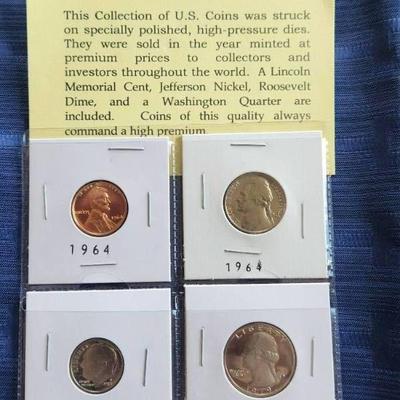 This Collection of U.S. Coins was struck
on specially polished, high-pressure dies.
They were sold in the year minted at
premium prices to collectors and
investors throughout the world. A Lincoln
Memorial Cent, Jefferson Nickel, Roosevelt
Dime, and a Washington Quarter are
included. Coins of this quality always
command a high premium.
1964
1964
LIBERTY